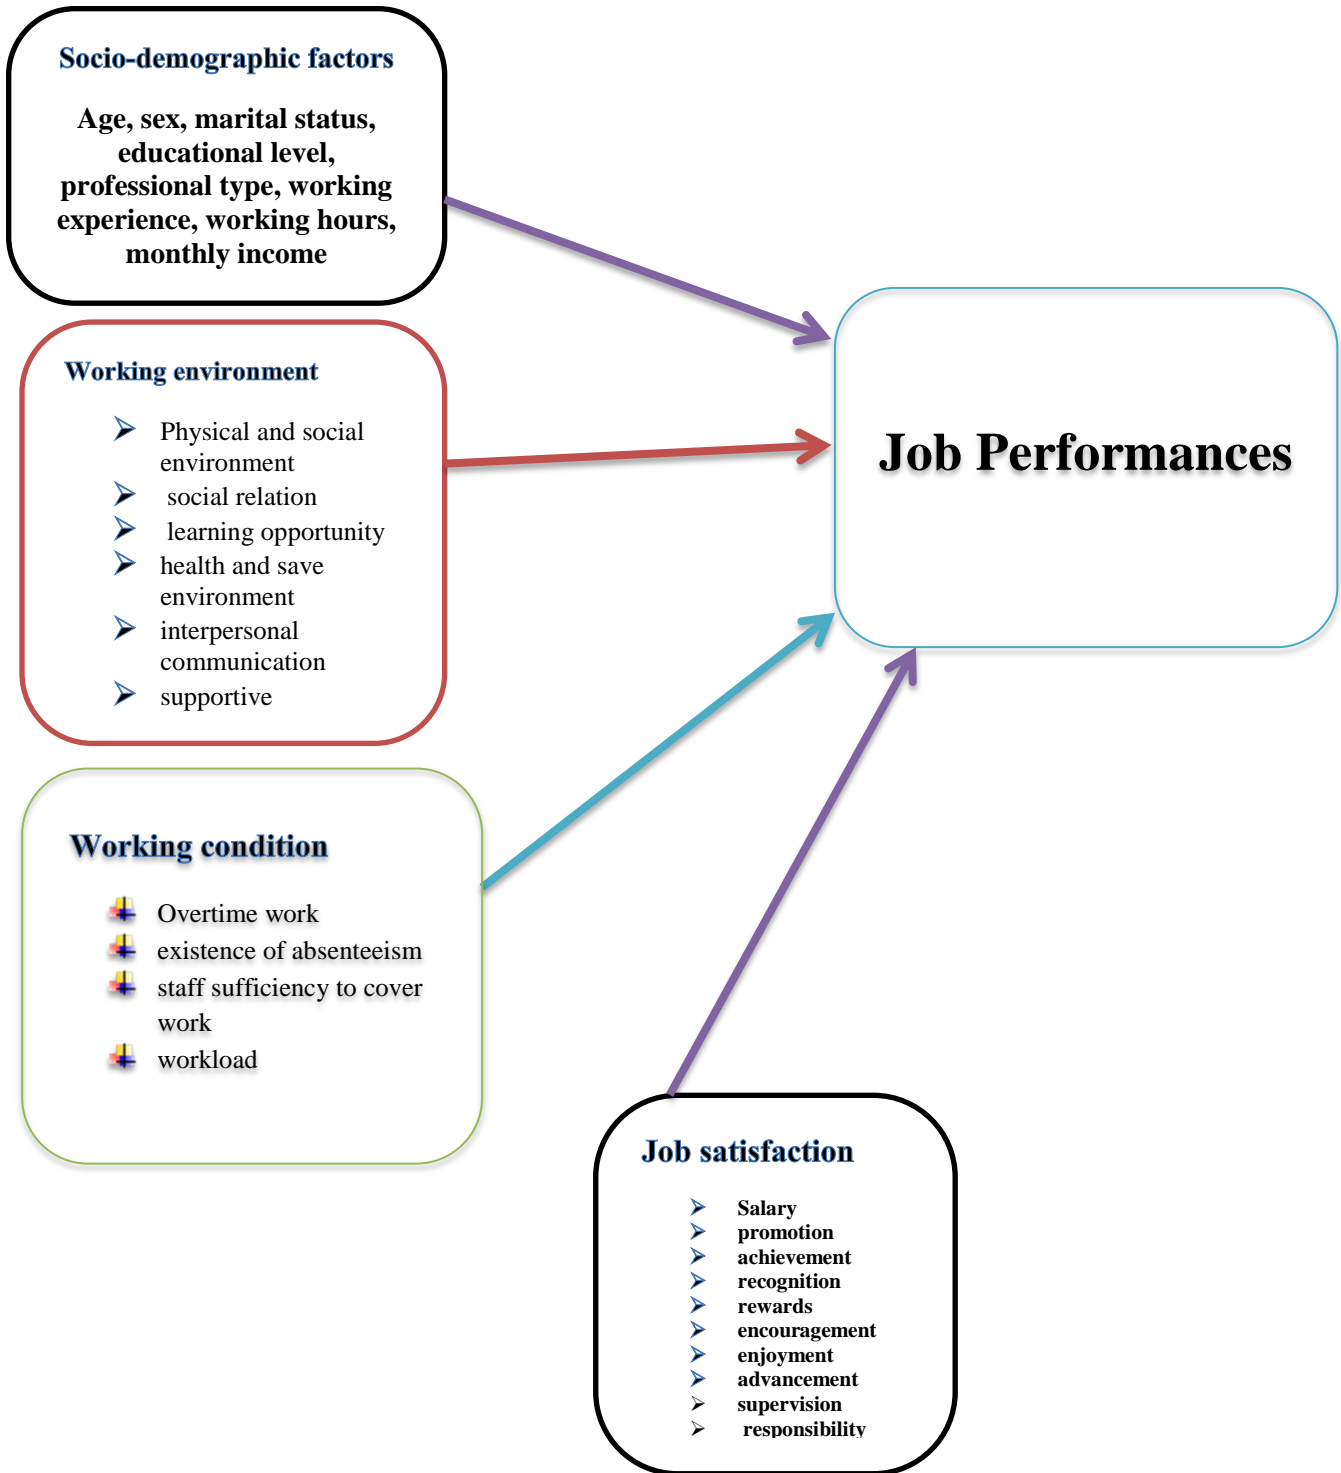 Socio-demographic factors
Age, sex, marital status,
educational level,
professional type, working
experience, working hours,
monthly income
Working environment
Physical and social
environment
social relation
learning opportunity
health and save
environment
interpersonal
communication
supportive
Job Performances
Working condition
Overtime work
existence of absenteeism
staff sufficiency to cover
work
workload
Job satisfaction
Salary
promotion
achievement
recognition
rewards
encouragement
enjoyment
advancement
supervision
responsibility